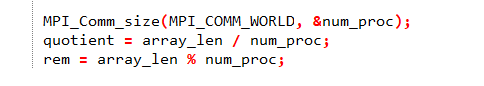 MPI_Comm_size(MPI_COMM_WORLD, &num_proc);
quotient = array_len / num_proc;
rem = array_len % num_proc;